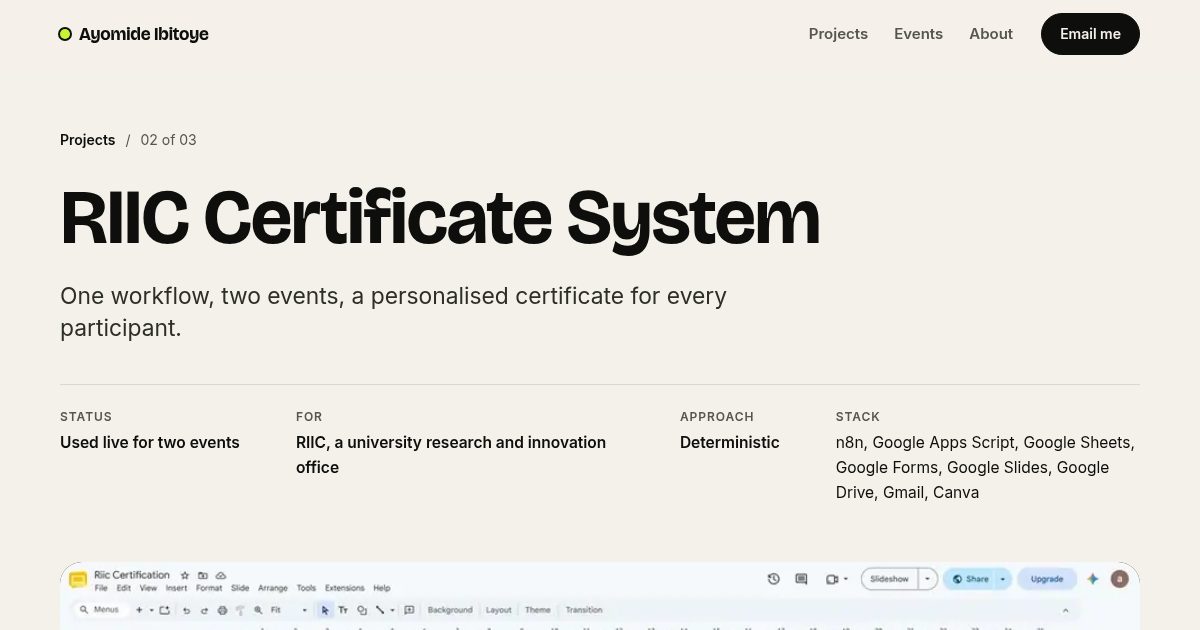 Ayomide Ibitoye
Projects Events About Email me
Projects / 02 of 03
RIIC Certificate System
One workflow, two events, a personalised certificate for every
participant.
STATUS
Used live for two events
FOR
RIIC, a university research and innovation
office
APPROACH
Deterministic
STACK
n8n, Google Apps Script, Google Sheets,
Google Forms, Google Slides, Google
Drive, Gmail, Canva
Riic Certification
File Edit View Insert Format Slide Arrange Tools Extensions Help
Slideshow Share Upgrade a
Menus Fit Tт Background Layout Theme Transition